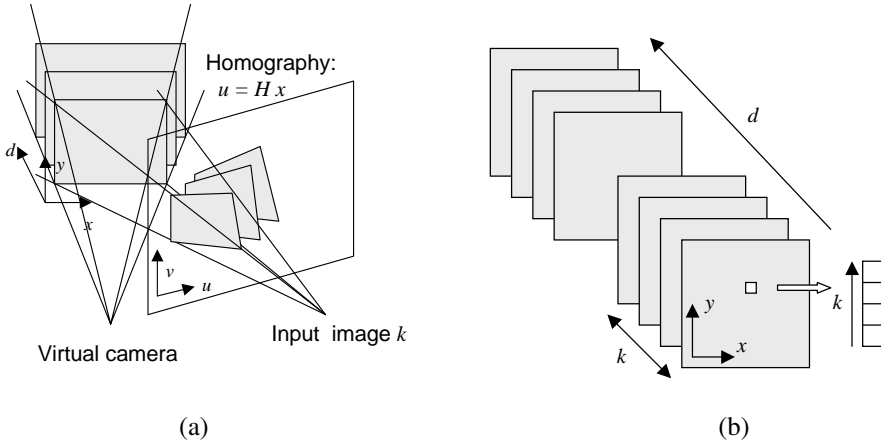 Homography:
u = H x
d
y
x
v
u
Virtual camera
Input image k
(a)
d
k
y
x
k
(b)